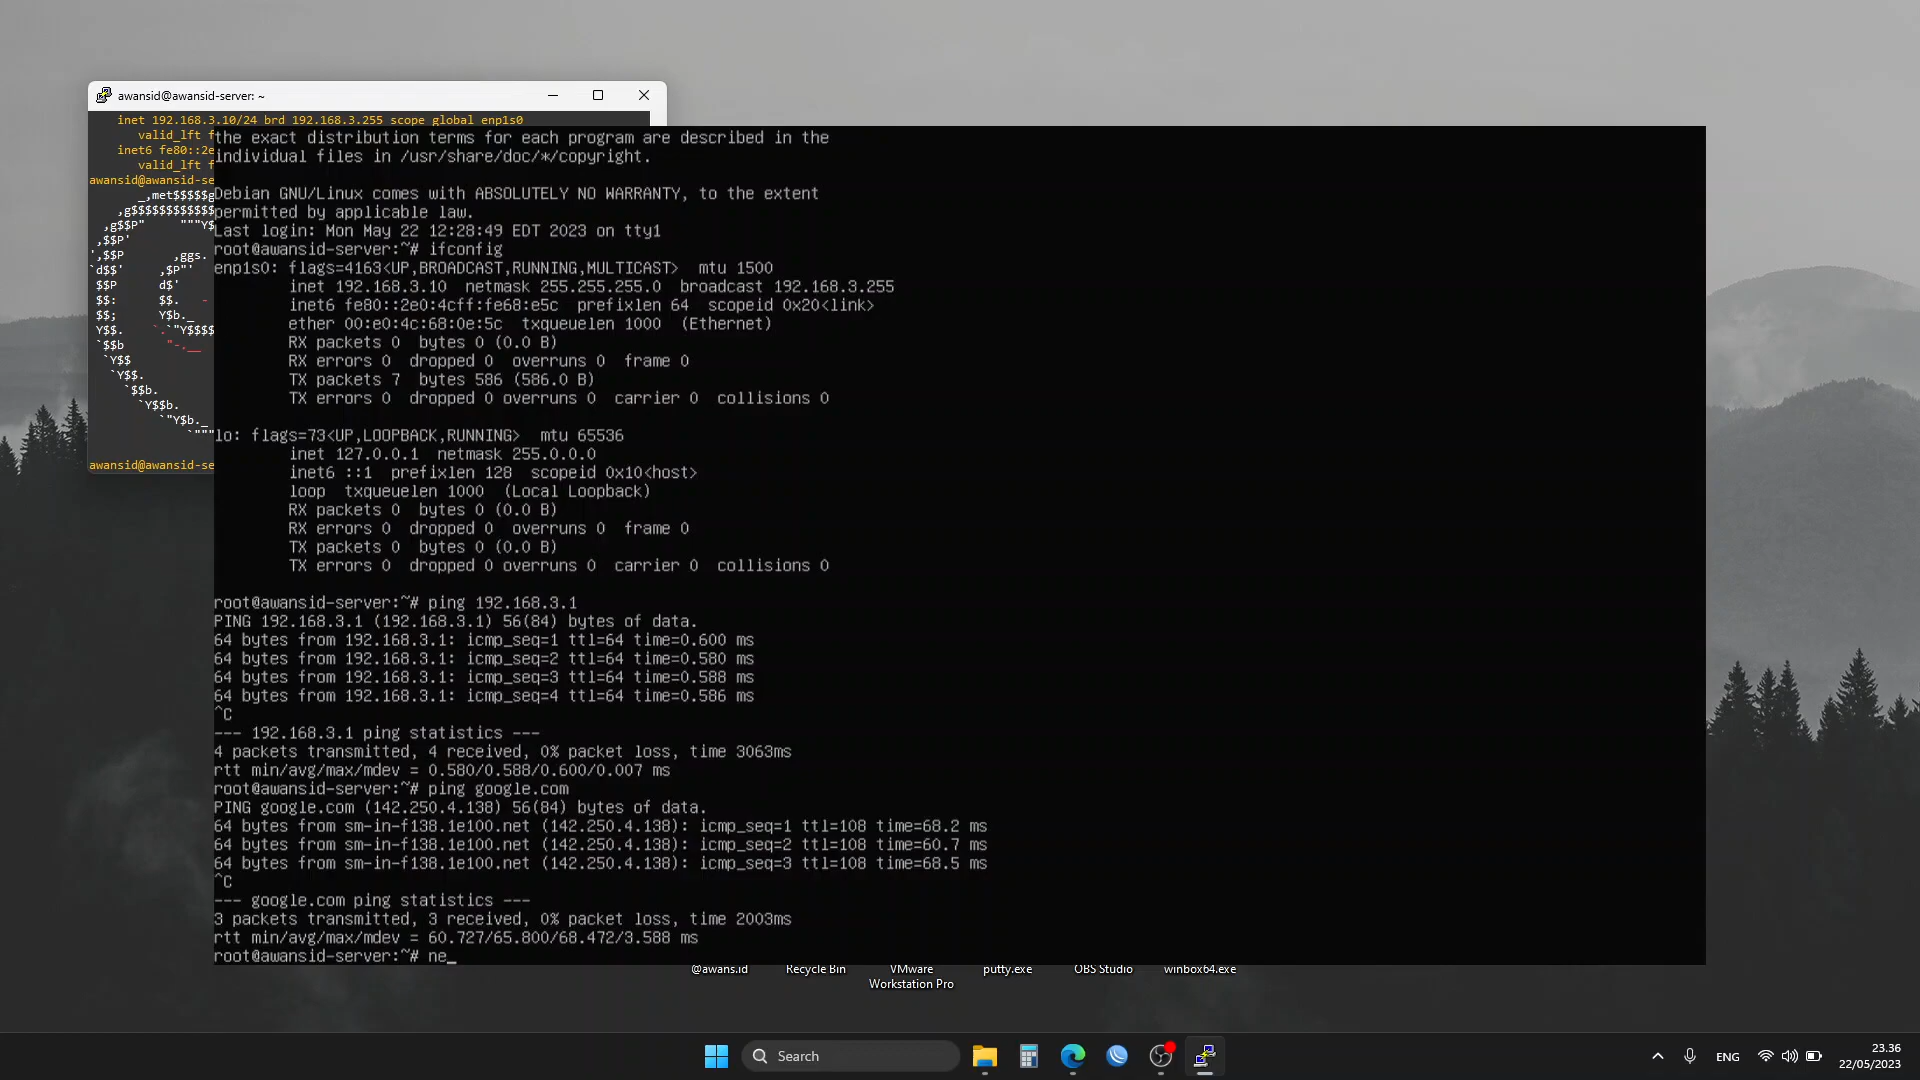 awansid@awansid-server: ~
inet 192.168.3.10/24 brd 192.168.3.255 scope global enp1s0
valid_lft f
inet6 fe80::2e
valid_lft f
awansid@awansid-se
_,met$$$$$g
,g$$$$$$$$$$$$
,g$$P" """Y$
,$$P'
',$$P ,ggs.
`d$$' ,$P"'
$$P d$'
$$: $$. -
$$; Y$b._
Y$$. `.`"Y$$$$
`$$b "-.__
`Y$$
`Y$$.
`$$b.
`Y$$b.
`"Y$b._
`"""
awansid@awansid-se
the exact distribution terms for each program are described in the
individual files in /usr/share/doc/*/copyright.
Debian GNU/Linux comes with ABSOLUTELY NO WARRANTY, to the extent
permitted by applicable law.
Last login: Mon May 22 12:28:49 EDT 2023 on tty1
root@awansid-server:~# ifconfig
enp1s0: flags=4163<UP,BROADCAST,RUNNING,MULTICAST> mtu 1500
inet 192.168.3.10 netmask 255.255.255.0 broadcast 192.168.3.255
inet6 fe80::2e0:4cff:fe68:e5c prefixlen 64 scopeid 0x20<link>
ether 00:e0:4c:68:0e:5c txqueuelen 1000 (Ethernet)
RX packets 0 bytes 0 (0.0 B)
RX errors 0 dropped 0 overruns 0 frame 0
TX packets 7 bytes 586 (586.0 B)
TX errors 0 dropped 0 overruns 0 carrier 0 collisions 0
lo: flags=73<UP,LOOPBACK,RUNNING> mtu 65536
inet 127.0.0.1 netmask 255.0.0.0
inet6 ::1 prefixlen 128 scopeid 0x10<host>
loop txqueuelen 1000 (Local Loopback)
RX packets 0 bytes 0 (0.0 B)
RX errors 0 dropped 0 overruns 0 frame 0
TX packets 0 bytes 0 (0.0 B)
TX errors 0 dropped 0 overruns 0 carrier 0 collisions 0
root@awansid-server:~# ping 192.168.3.1
PING 192.168.3.1 (192.168.3.1) 56(84) bytes of data.
64 bytes from 192.168.3.1: icmp_seq=1 ttl=64 time=0.600 ms
64 bytes from 192.168.3.1: icmp_seq=2 ttl=64 time=0.580 ms
64 bytes from 192.168.3.1: icmp_seq=3 ttl=64 time=0.588 ms
64 bytes from 192.168.3.1: icmp_seq=4 ttl=64 time=0.586 ms
^C
--- 192.168.3.1 ping statistics ---
4 packets transmitted, 4 received, 0% packet loss, time 3063ms
rtt min/avg/max/mdev = 0.580/0.588/0.600/0.007 ms
root@awansid-server:~# ping google.com
PING google.com (142.250.4.138) 56(84) bytes of data.
64 bytes from sm-in-f138.1e100.net (142.250.4.138): icmp_seq=1 ttl=108 time=68.2 ms
64 bytes from sm-in-f138.1e100.net (142.250.4.138): icmp_seq=2 ttl=108 time=60.7 ms
64 bytes from sm-in-f138.1e100.net (142.250.4.138): icmp_seq=3 ttl=108 time=68.5 ms
^C
--- google.com ping statistics ---
3 packets transmitted, 3 received, 0% packet loss, time 2003ms
rtt min/avg/max/mdev = 60.727/65.800/68.472/3.588 ms
root@awansid-server:~# ne_
@awans.id Recycle Bin VMware Workstation Pro putty.exe OBS Studio winbox64.exe
Search
ENG
23.36
22/05/2023